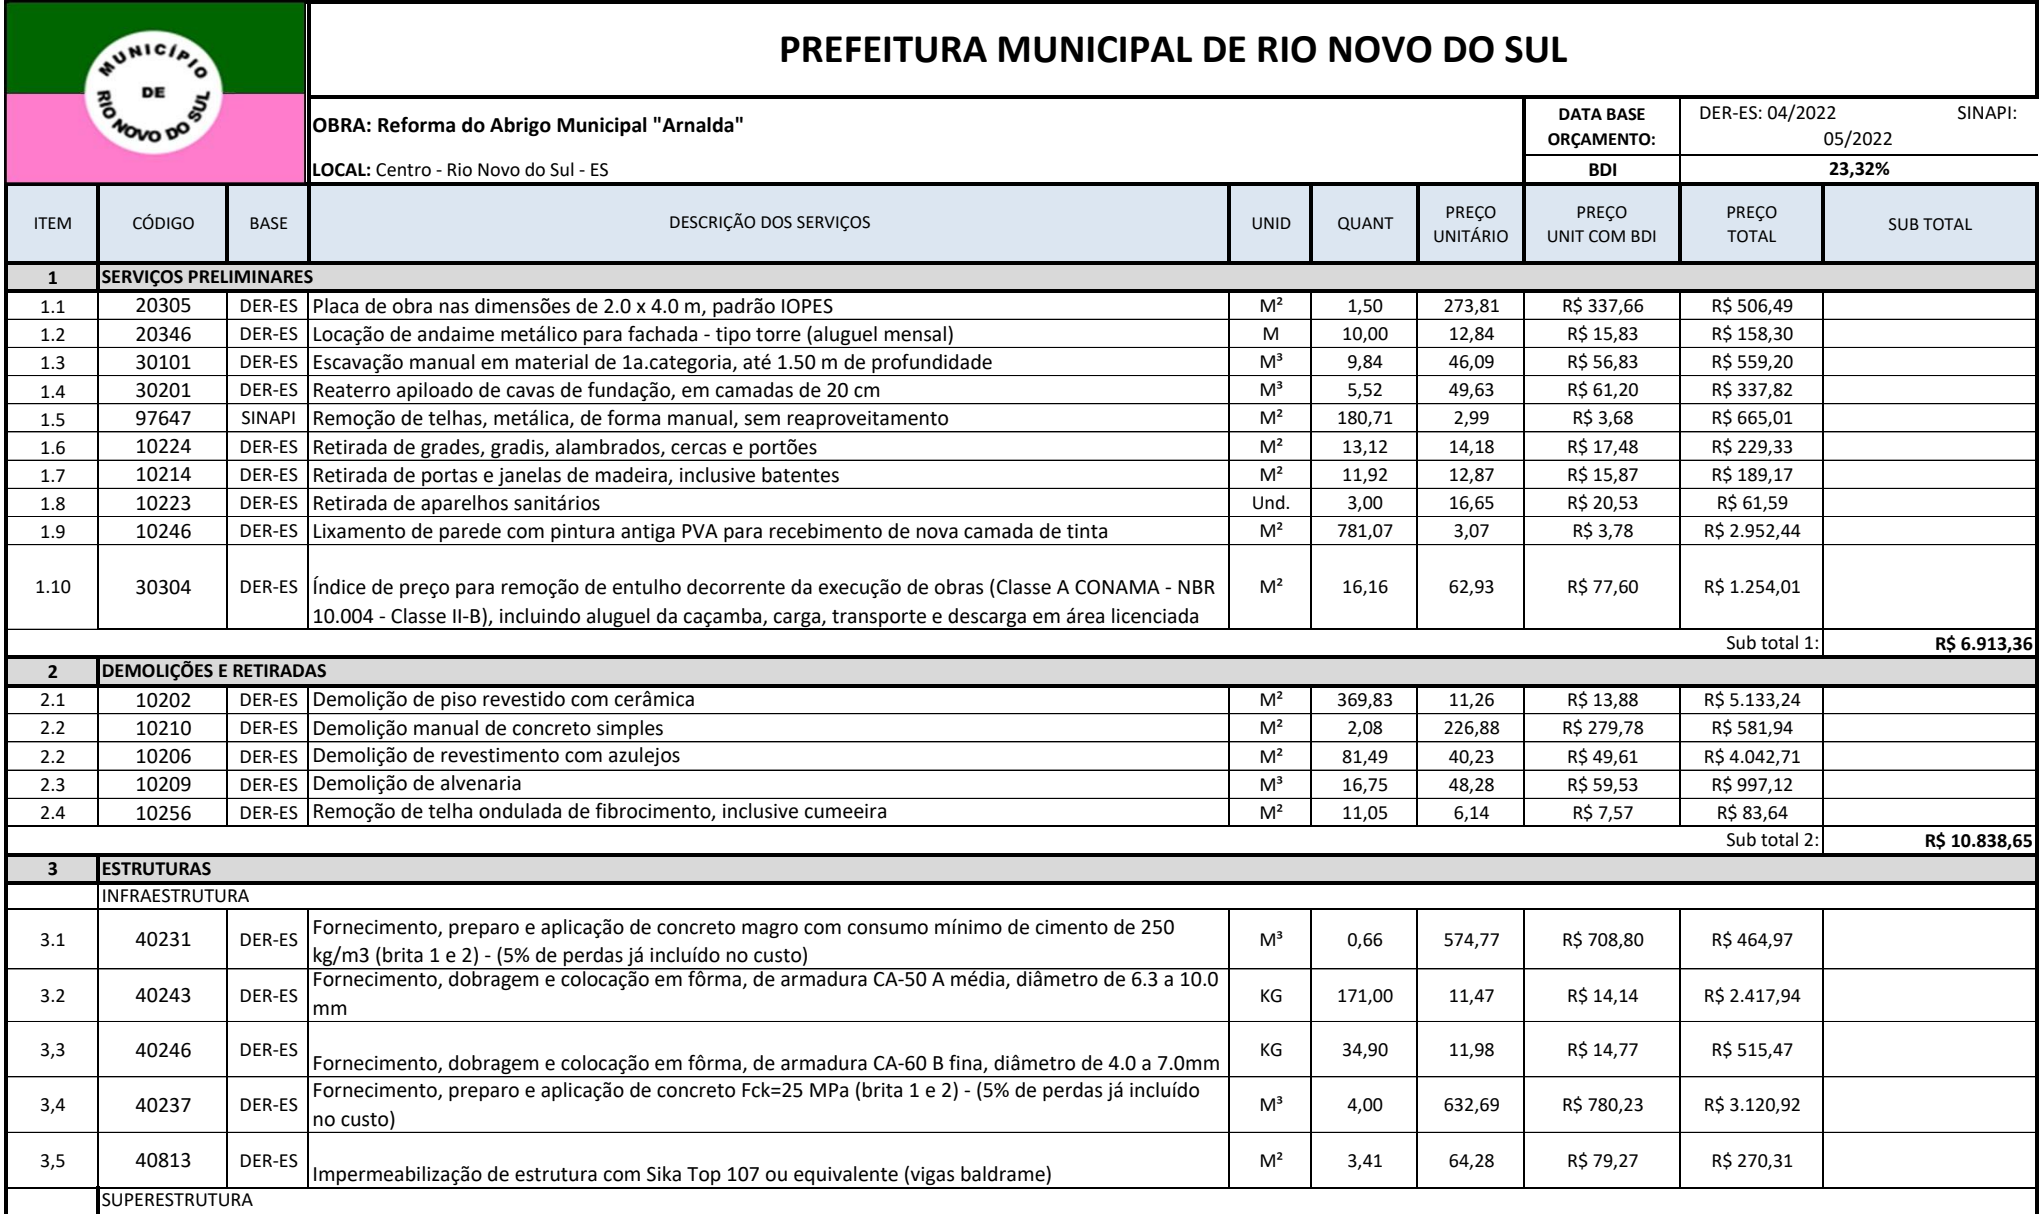 MUNICÍPIO
DE
RIO NOVO DO SUL
PREFEITURA MUNICIPAL DE RIO NOVO DO SUL
OBRA: Reforma do Abrigo Municipal "Arnalda"
DATA BASE ORÇAMENTO:
DER-ES: 04/2022 SINAPI: 05/2022
LOCAL: Centro - Rio Novo do Sul - ES
BDI 23,32%
ITEM CÓDIGO BASE DESCRIÇÃO DOS SERVIÇOS UNID QUANT PREÇO UNITÁRIO PREÇO UNIT COM BDI PREÇO TOTAL SUB TOTAL
1 SERVIÇOS PRELIMINARES
1.1 20305 DER-ES Placa de obra nas dimensões de 2.0 x 4.0 m, padrão IOPES M² 1,50 273,81 R$ 337,66 R$ 506,49
1.2 20346 DER-ES Locação de andaime metálico para fachada - tipo torre (aluguel mensal) M 10,00 12,84 R$ 15,83 R$ 158,30
1.3 30101 DER-ES Escavação manual em material de 1a.categoria, até 1.50 m de profundidade M³ 9,84 46,09 R$ 56,83 R$ 559,20
1.4 30201 DER-ES Reaterro apiloado de cavas de fundação, em camadas de 20 cm M³ 5,52 49,63 R$ 61,20 R$ 337,82
1.5 97647 SINAPI Remoção de telhas, metálica, de forma manual, sem reaproveitamento M² 180,71 2,99 R$ 3,68 R$ 665,01
1.6 10224 DER-ES Retirada de grades, gradis, alambrados, cercas e portões M² 13,12 14,18 R$ 17,48 R$ 229,33
1.7 10214 DER-ES Retirada de portas e janelas de madeira, inclusive batentes M² 11,92 12,87 R$ 15,87 R$ 189,17
1.8 10223 DER-ES Retirada de aparelhos sanitários Und. 3,00 16,65 R$ 20,53 R$ 61,59
1.9 10246 DER-ES Lixamento de parede com pintura antiga PVA para recebimento de nova camada de tinta M² 781,07 3,07 R$ 3,78 R$ 2.952,44
1.10 30304 DER-ES Índice de preço para remoção de entulho decorrente da execução de obras (Classe A CONAMA - NBR 10.004 - Classe II-B), incluindo aluguel da caçamba, carga, transporte e descarga em área licenciada M² 16,16 62,93 R$ 77,60 R$ 1.254,01
Sub total 1: R$ 6.913,36
2 DEMOLIÇÕES E RETIRADAS
2.1 10202 DER-ES Demolição de piso revestido com cerâmica M² 369,83 11,26 R$ 13,88 R$ 5.133,24
2.2 10210 DER-ES Demolição manual de concreto simples M² 2,08 226,88 R$ 279,78 R$ 581,94
2.2 10206 DER-ES Demolição de revestimento com azulejos M² 81,49 40,23 R$ 49,61 R$ 4.042,71
2.3 10209 DER-ES Demolição de alvenaria M³ 16,75 48,28 R$ 59,53 R$ 997,12
2.4 10256 DER-ES Remoção de telha ondulada de fibrocimento, inclusive cumeeira M² 11,05 6,14 R$ 7,57 R$ 83,64
Sub total 2: R$ 10.838,65
3 ESTRUTURAS
INFRAESTRUTURA
3.1 40231 DER-ES Fornecimento, preparo e aplicação de concreto magro com consumo mínimo de cimento de 250 kg/m3 (brita 1 e 2) - (5% de perdas já incluído no custo) M³ 0,66 574,77 R$ 708,80 R$ 464,97
3.2 40243 DER-ES Fornecimento, dobragem e colocação em fôrma, de armadura CA-50 A média, diâmetro de 6.3 a 10.0 mm KG 171,00 11,47 R$ 14,14 R$ 2.417,94
3,3 40246 DER-ES Fornecimento, dobragem e colocação em fôrma, de armadura CA-60 B fina, diâmetro de 4.0 a 7.0mm KG 34,90 11,98 R$ 14,77 R$ 515,47
3,4 40237 DER-ES Fornecimento, preparo e aplicação de concreto Fck=25 MPa (brita 1 e 2) - (5% de perdas já incluído no custo) M³ 4,00 632,69 R$ 780,23 R$ 3.120,92
3,5 40813 DER-ES Impermeabilização de estrutura com Sika Top 107 ou equivalente (vigas baldrame) M² 3,41 64,28 R$ 79,27 R$ 270,31
SUPERESTRUTURA